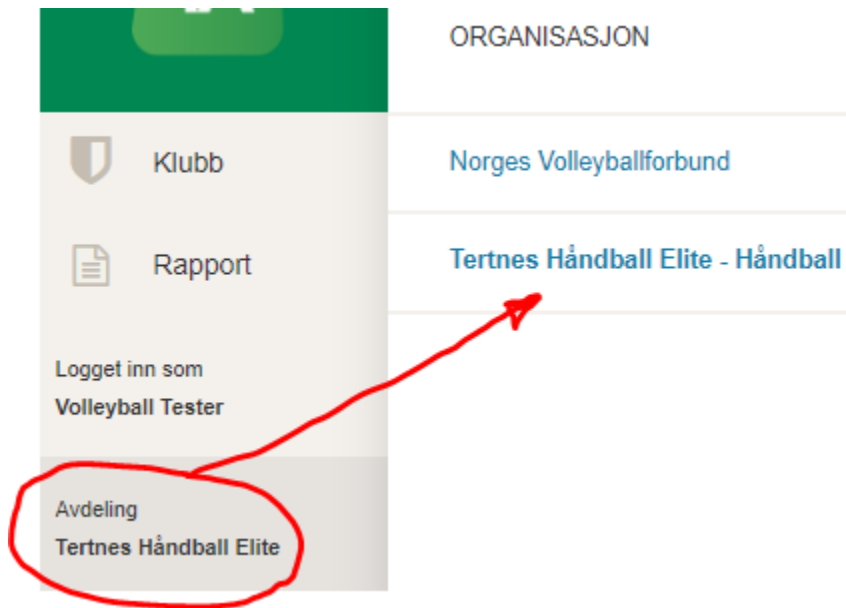 ORGANISASJON
Klubb
Norges Volleyballforbund
Rapport
Tertnes Håndball Elite - Håndball
Logget inn som
Volleyball Tester
Avdeling
Tertnes Håndball Elite